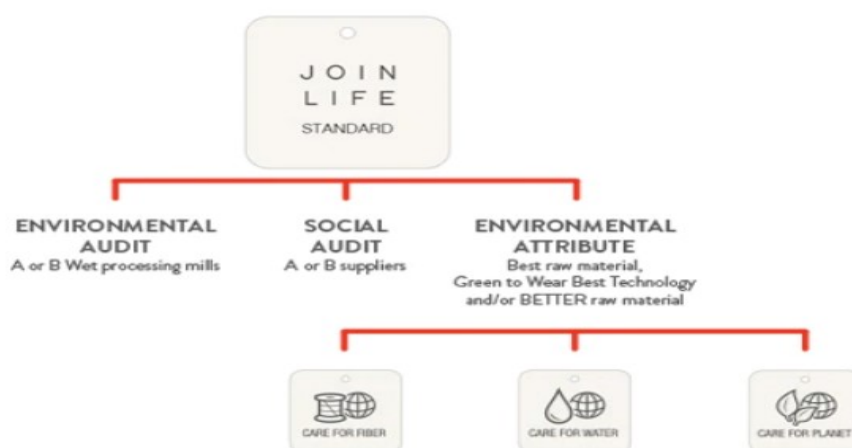 JOIN
LIFE
STANDARD
ENVIRONMENTAL
AUDIT
A or B Wet processing mills
SOCIAL
AUDIT
A or B suppliers
ENVIRONMENTAL
ATTRIBUTE
Best raw material,
Green to Wear Best Technology
and/or BETTER raw material
CARE FOR FIBER
CARE FOR WATER
CARE FOR PLANET